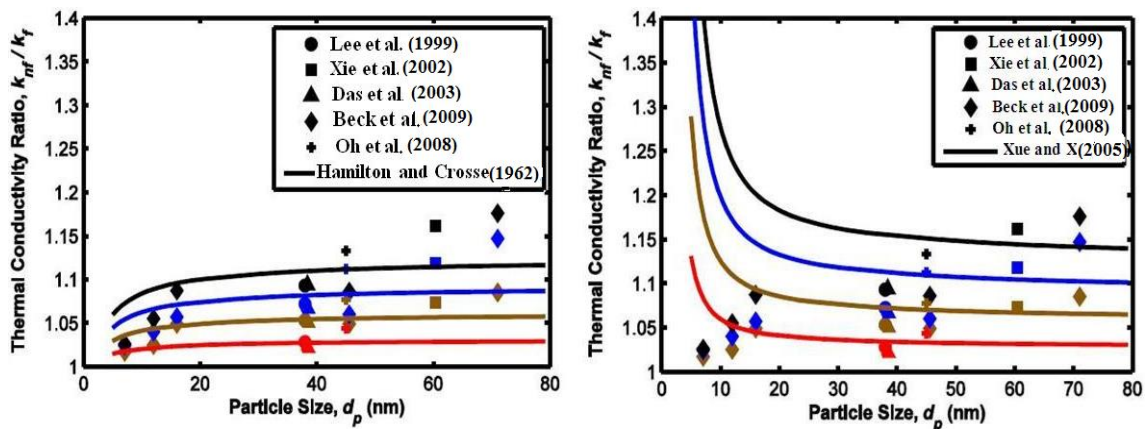 Thermal Conductivity Ratio, k_nf / k_f
1.4
1.35
1.3
1.25
1.2
1.15
1.1
1.05
1
Lee et al. (1999)
Xie et al. (2002)
Das et al. (2003)
Beck et al. (2009)
Oh et al. (2008)
Hamilton and Crosse(1962)
0 20 40 60 80
Particle Size, d_p (nm)
Thermal Conductivity Ratio, k_nf / k_f
1.4
1.35
1.3
1.25
1.2
1.15
1.1
1.05
1
Lee et al. (1999)
Xie et al. (2002)
Das et al. (2003)
Beck et al. (2009)
Oh et al. (2008)
Xue and X(2005)
0 10 20 30 40 50 60 70 80
Particle Size, d_p (nm)